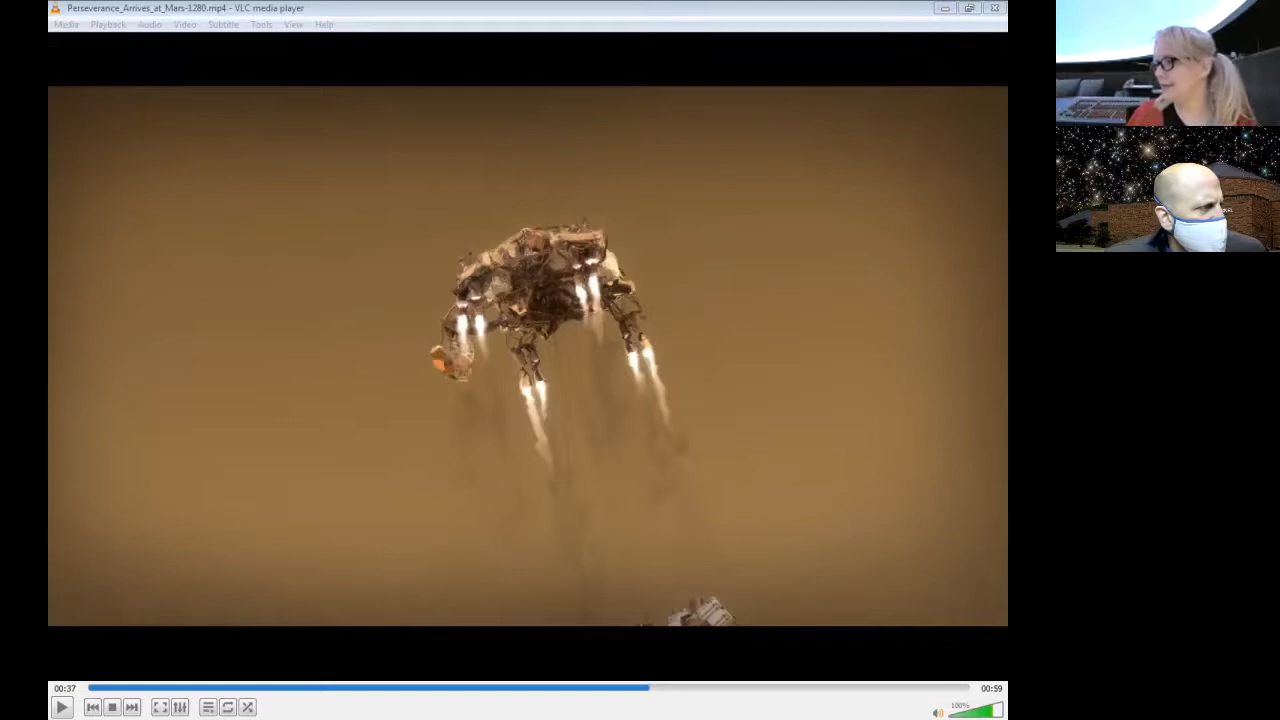 Perseverance_Arrives_at_Mars-1280.mp4 - VLC media player
Media Playback Audio Video Subtitle Tools View Help
00:37
00:59
100%